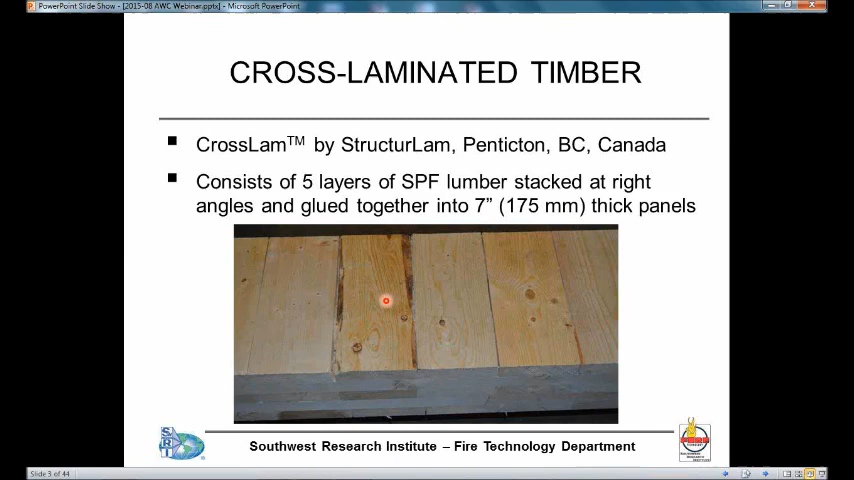 PowerPoint Slide Show - [2015-08 AWC Webinar.pptx] - Microsoft PowerPoint
CROSS-LAMINATED TIMBER
CrossLam™ by StructurLam, Penticton, BC, Canada
Consists of 5 layers of SPF lumber stacked at right
angles and glued together into 7” (175 mm) thick panels
SRI
Southwest Research Institute – Fire Technology Department
Slide 3 of 44